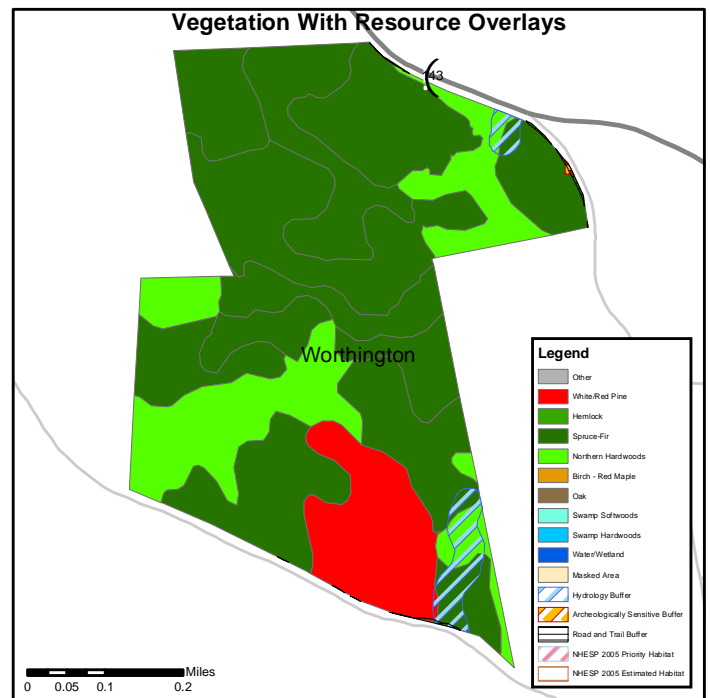 Vegetation With Resource Overlays
143
Worthington
Legend
Other
White/Red Pine
Hemlock
Spruce-Fir
Northern Hardwoods
Birch - Red Maple
Oak
Swamp Softwoods
Swamp Hardwoods
Water/Wetland
Masked Area
Hydrology Buffer
Archeologically Sensitive Buffer
Road and Trail Buffer
NHESP 2005 Priority Habitat
NHESP 2005 Estimated Habitat
Miles
0 0.05 0.1 0.2